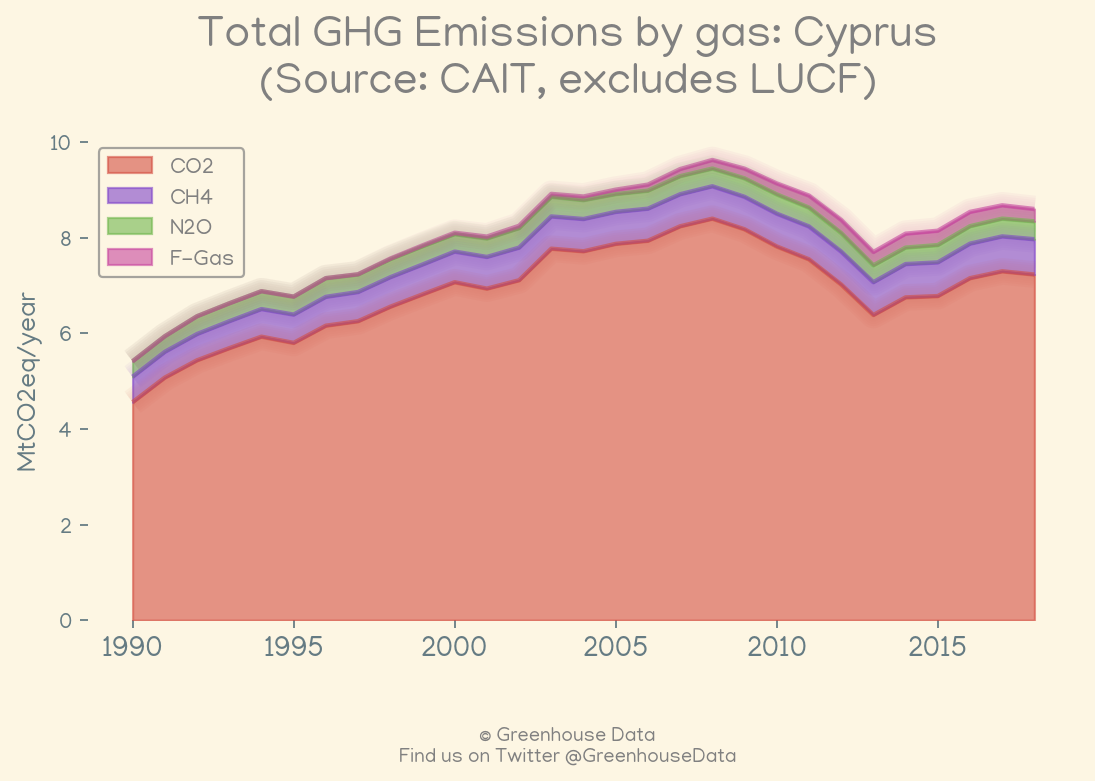 Total GHG Emissions by gas: Cyprus
(Source: CAIT, excludes LUCF)
MtCO2eq/year
10
8
6
4
2
0
CO2
CH4
N2O
F-Gas
1990 1995 2000 2005 2010 2015
© Greenhouse Data
Find us on Twitter @GreenhouseData